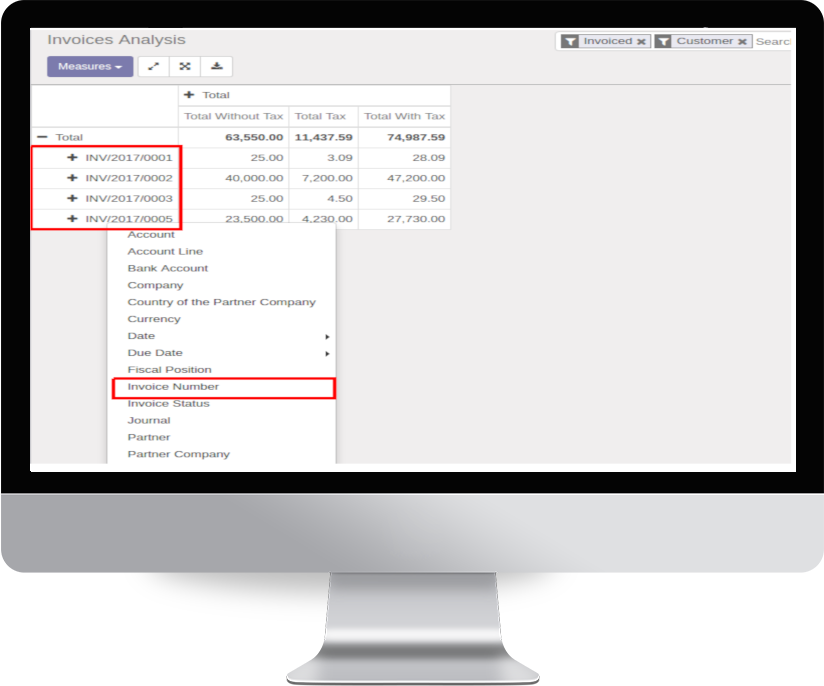 Invoices Analysis
Invoiced × Customer × Searc
Measures
+ Total
Total Without Tax Total Tax Total With Tax
− Total 63,550.00 11,437.59 74,987.59
+ INV/2017/0001 25.00 3.09 28.09
+ INV/2017/0002 40,000.00 7,200.00 47,200.00
+ INV/2017/0003 25.00 4.50 29.50
+ INV/2017/0005 23,500.00 4,230.00 27,730.00
Account
Account Line
Bank Account
Company
Country of the Partner Company
Currency
Date
Due Date
Fiscal Position
Invoice Number
Invoice Status
Journal
Partner
Partner Company